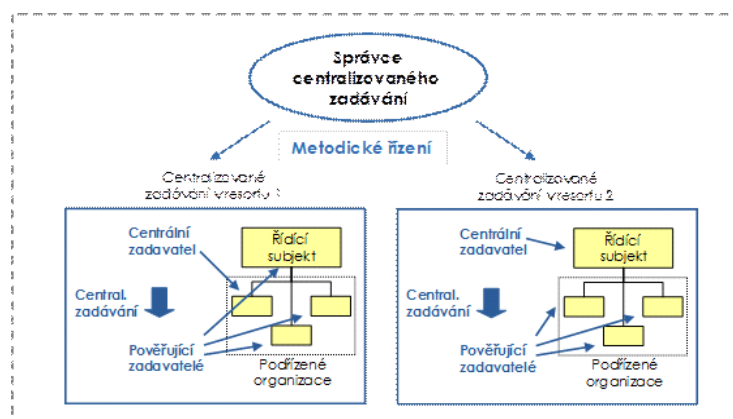 Správce
centralizovaného
zadávání
Metodické řízení
Centralizované
zadávání v resortu 1
Centrální
zadavatel
Řídící
subjekt
Central.
zadávání
Pověřující
zadavatelé
Podřízené
organizace
Centralizované
zadávání v resortu 2
Centrální
zadavatel
Řídící
subjekt
Central.
zadávání
Pověřující
zadavatelé
Podřízené
organizace